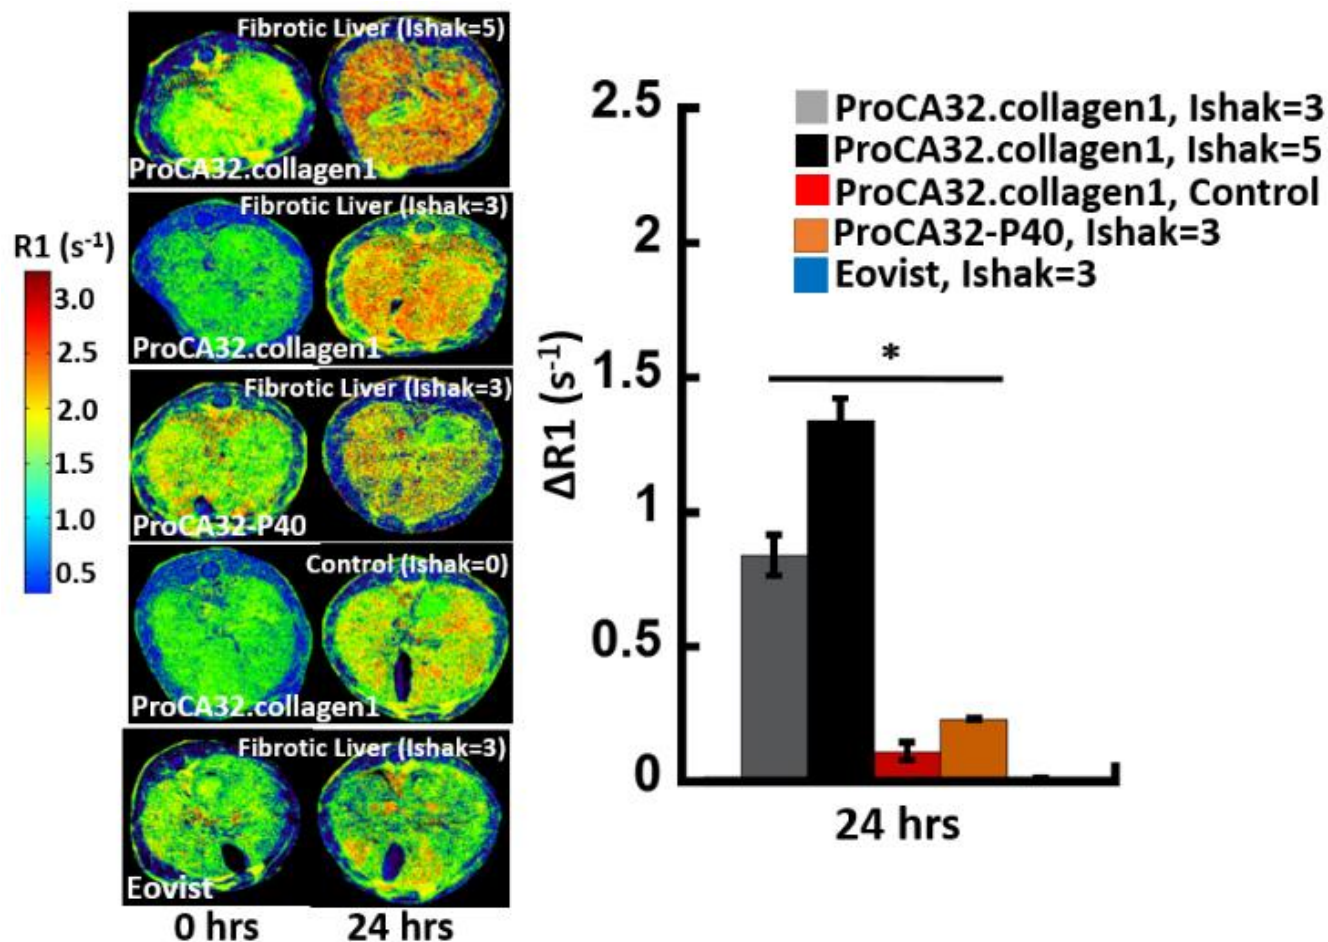 Fibrotic Liver (Ishak=5)
ProCA32.collagen1
Fibrotic Liver (Ishak=3)
ProCA32.collagen1
Fibrotic Liver (Ishak=3)
ProCA32-P40
Control (Ishak=0)
ProCA32.collagen1
Fibrotic Liver (Ishak=3)
Eovist
0 hrs
24 hrs
R1 (s⁻¹)
3.0
2.5
2.0
1.5
1.0
0.5
ProCA32.collagen1, Ishak=3
ProCA32.collagen1, Ishak=5
ProCA32.collagen1, Control
ProCA32-P40, Ishak=3
Eovist, Ishak=3
*
ΔR1 (s⁻¹)
2.5
2
1.5
1
0.5
0
24 hrs